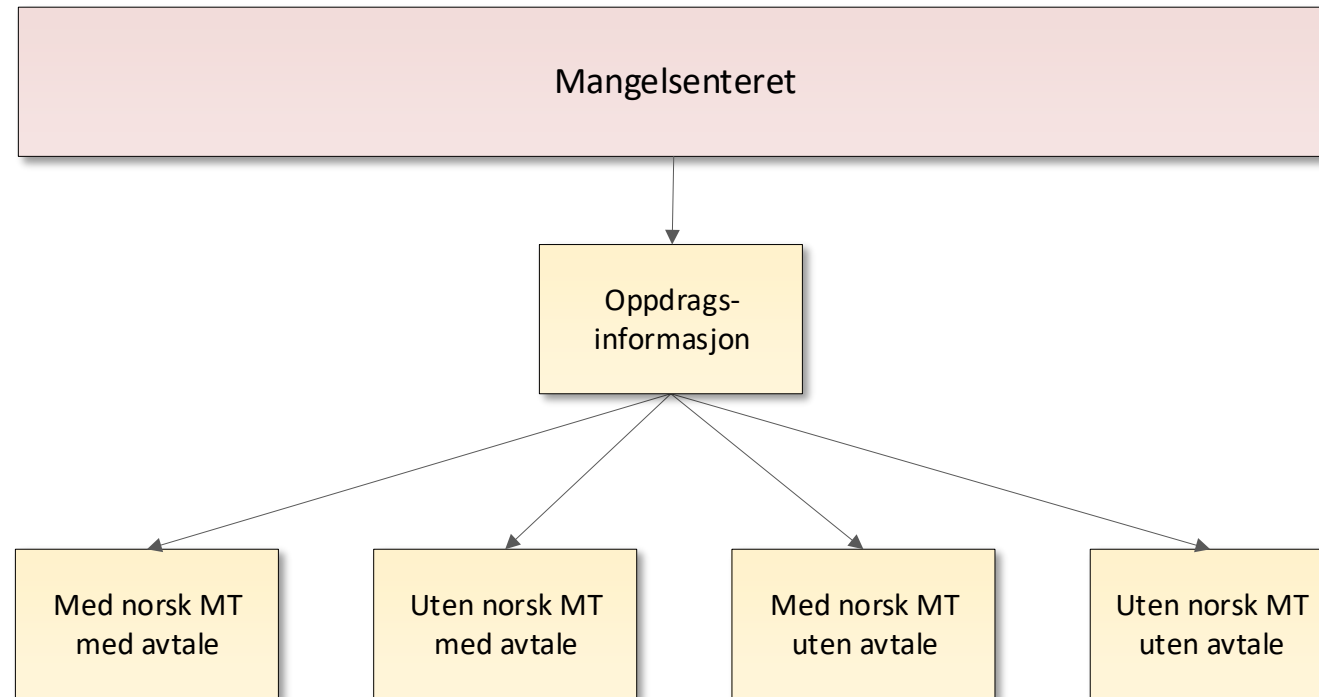 Mangelsenteret
Oppdrags-
informasjon
Med norsk MT
med avtale
Uten norsk MT
med avtale
Med norsk MT
uten avtale
Uten norsk MT
uten avtale